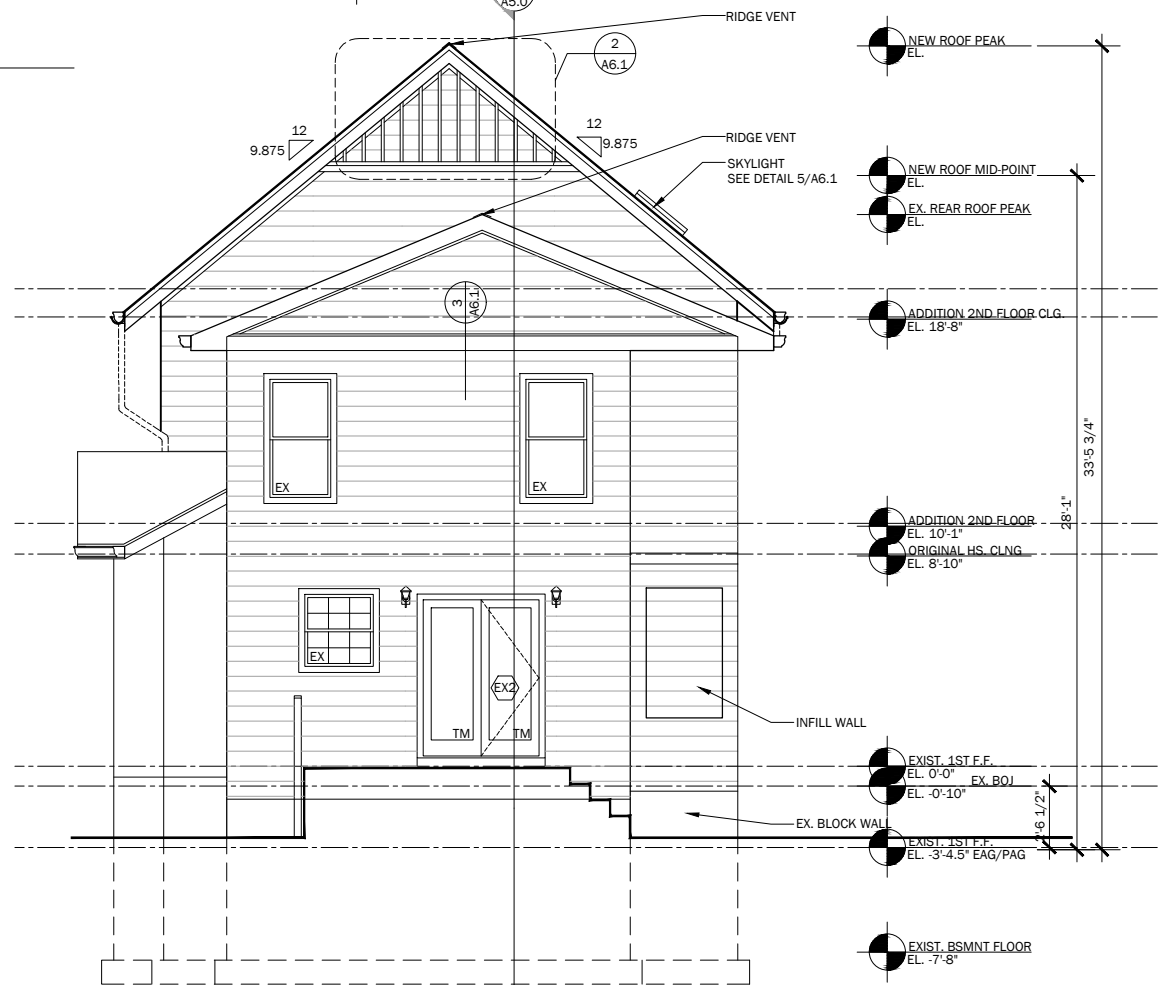 A5.0
RIDGE VENT
2
A6.1
NEW ROOF PEAK
EL.
12
9.875
12
9.875
RIDGE VENT
SKYLIGHT
SEE DETAIL 5/A6.1
NEW ROOF MID-POINT
EL.
EX. REAR ROOF PEAK
EL.
3
A6.1
ADDITION 2ND FLOOR CLG.
EL. 18'-8"
33'-5 3/4"
28'-1"
EX
EX
ADDITION 2ND FLOOR
EL. 10'-1"
ORIGINAL HS. CLNG
EL. 8'-10"
EX
EX2
TM
TM
INFILL WALL
EXIST. 1ST F.F.
EL. 0'-0"
EX. BOJ
EL. -0'-10"
2'-6 1/2"
EX. BLOCK WALL
EXIST. 1ST F.F.
EL. -3'-4.5" EAG/PAG
EXIST. BSMNT FLOOR
EL. -7'-8"